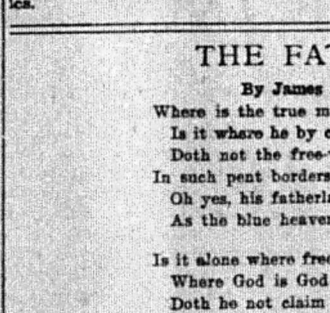 ics.
THE FAT
By James
Where is the true m
Is it where he by c
Doth not the free-
In such pent borders
Oh yes, his fatherla
As the blue heaven
Is it alone where free
Where God is God
Doth he not claim